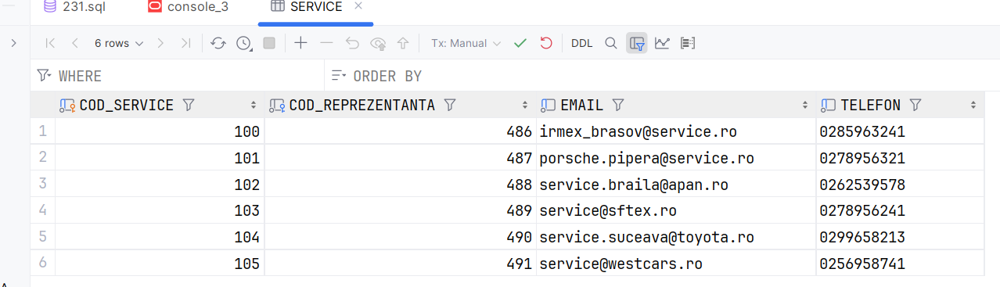 231.sql console_3 SERVICE
6 rows Tx: Manual DDL
WHERE ORDER BY
COD_SERVICE COD_REPREZENTANTA EMAIL TELEFON
1 100 486 irmex_brasov@service.ro 0285963241
2 101 487 porsche.pipera@service.ro 0278956321
3 102 488 service.braila@apan.ro 0262539578
4 103 489 service@sftex.ro 0278956241
5 104 490 service.suceava@toyota.ro 0299658213
6 105 491 service@westcars.ro 0256958741